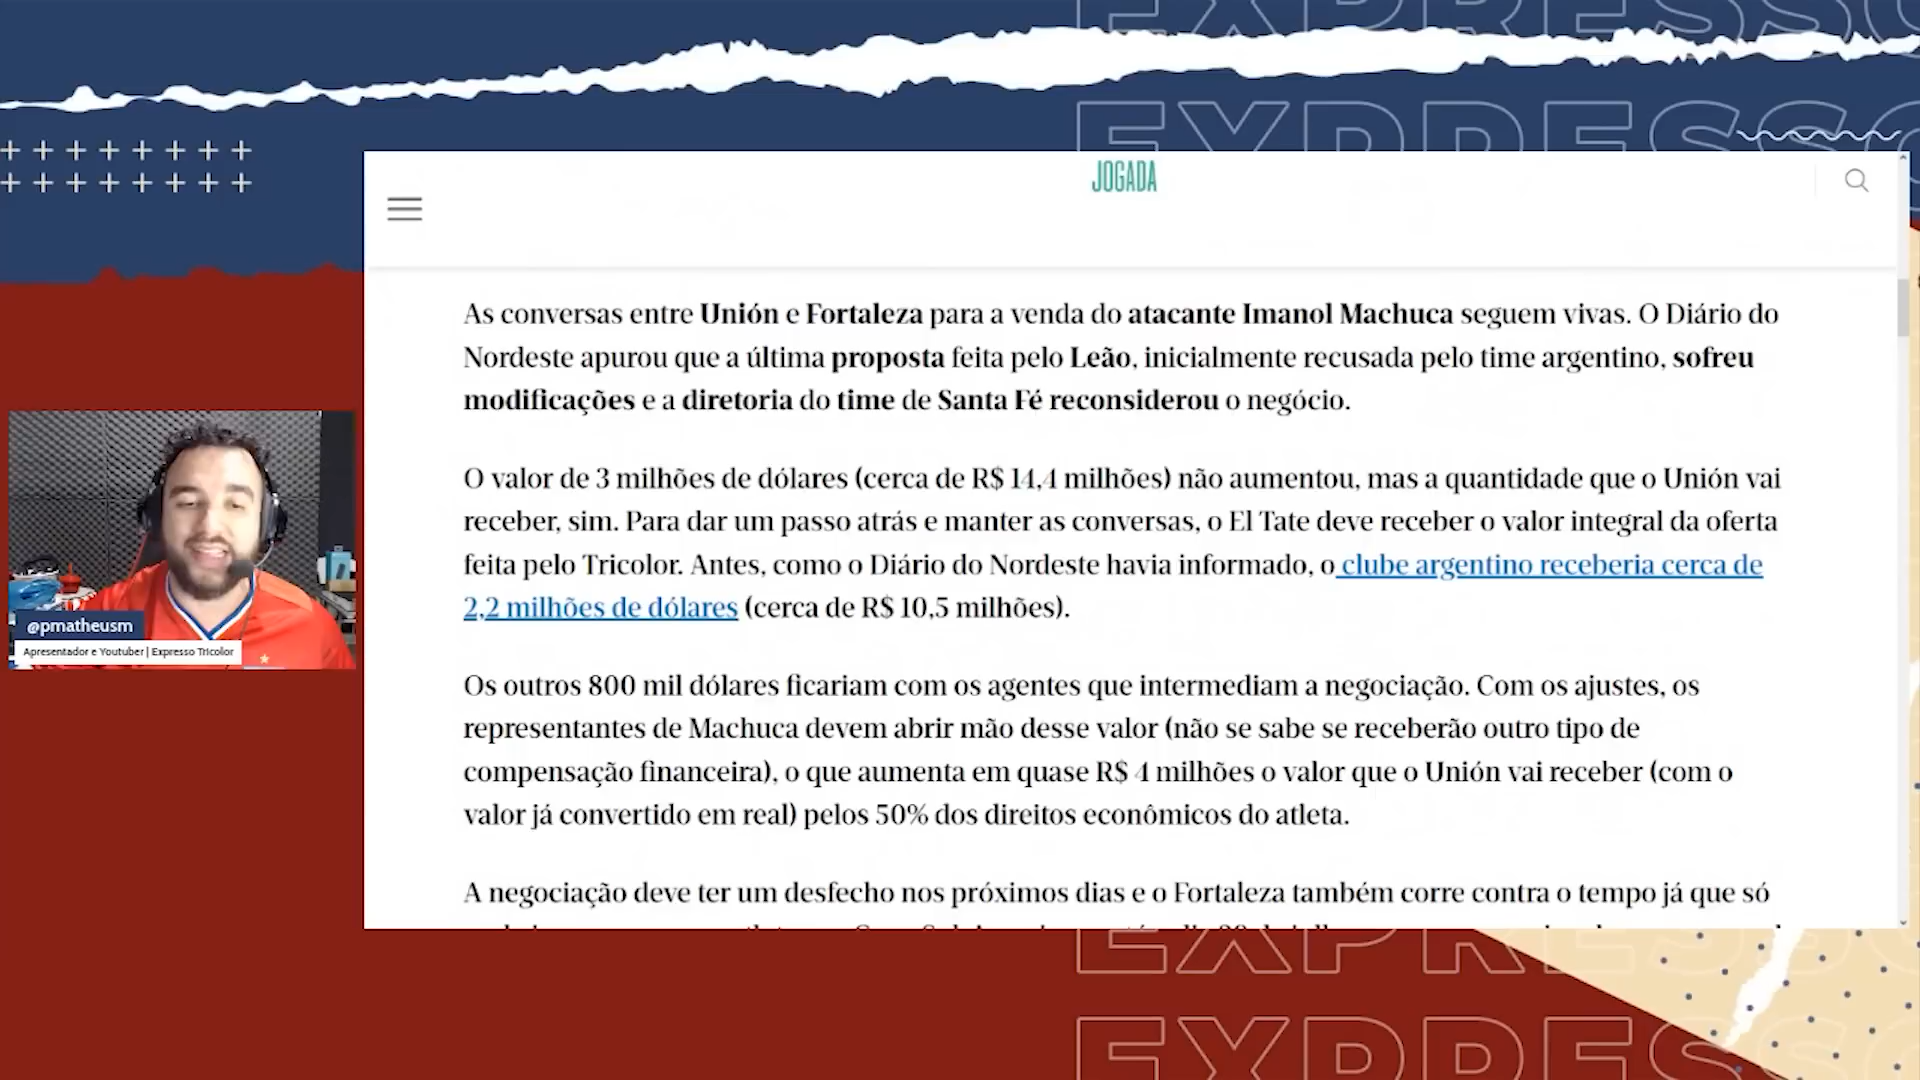 EXPRESSO
EXPRESSO
JOGADA
As conversas entre Unión e Fortaleza para a venda do atacante Imanol Machuca seguem vivas. O Diário do
Nordeste apurou que a última proposta feita pelo Leão, inicialmente recusada pelo time argentino, sofreu
modificações e a diretoria do time de Santa Fé reconsiderou o negócio.
O valor de 3 milhões de dólares (cerca de R$ 14,4 milhões) não aumentou, mas a quantidade que o Unión vai
receber, sim. Para dar um passo atrás e manter as conversas, o El Tate deve receber o valor integral da oferta
feita pelo Tricolor. Antes, como o Diário do Nordeste havia informado, o clube argentino receberia cerca de
2,2 milhões de dólares (cerca de R$ 10,5 milhões).
@pmatheusm
Apresentador e Youtuber | Expresso Tricolor
Os outros 800 mil dólares ficariam com os agentes que intermediam a negociação. Com os ajustes, os
representantes de Machuca devem abrir mão desse valor (não se sabe se receberão outro tipo de
compensação financeira), o que aumenta em quase R$ 4 milhões o valor que o Unión vai receber (com o
valor já convertido em real) pelos 50% dos direitos econômicos do atleta.
A negociação deve ter um desfecho nos próximos dias e o Fortaleza também corre contra o tempo já que só
EXPRESSO
EXPRESSO